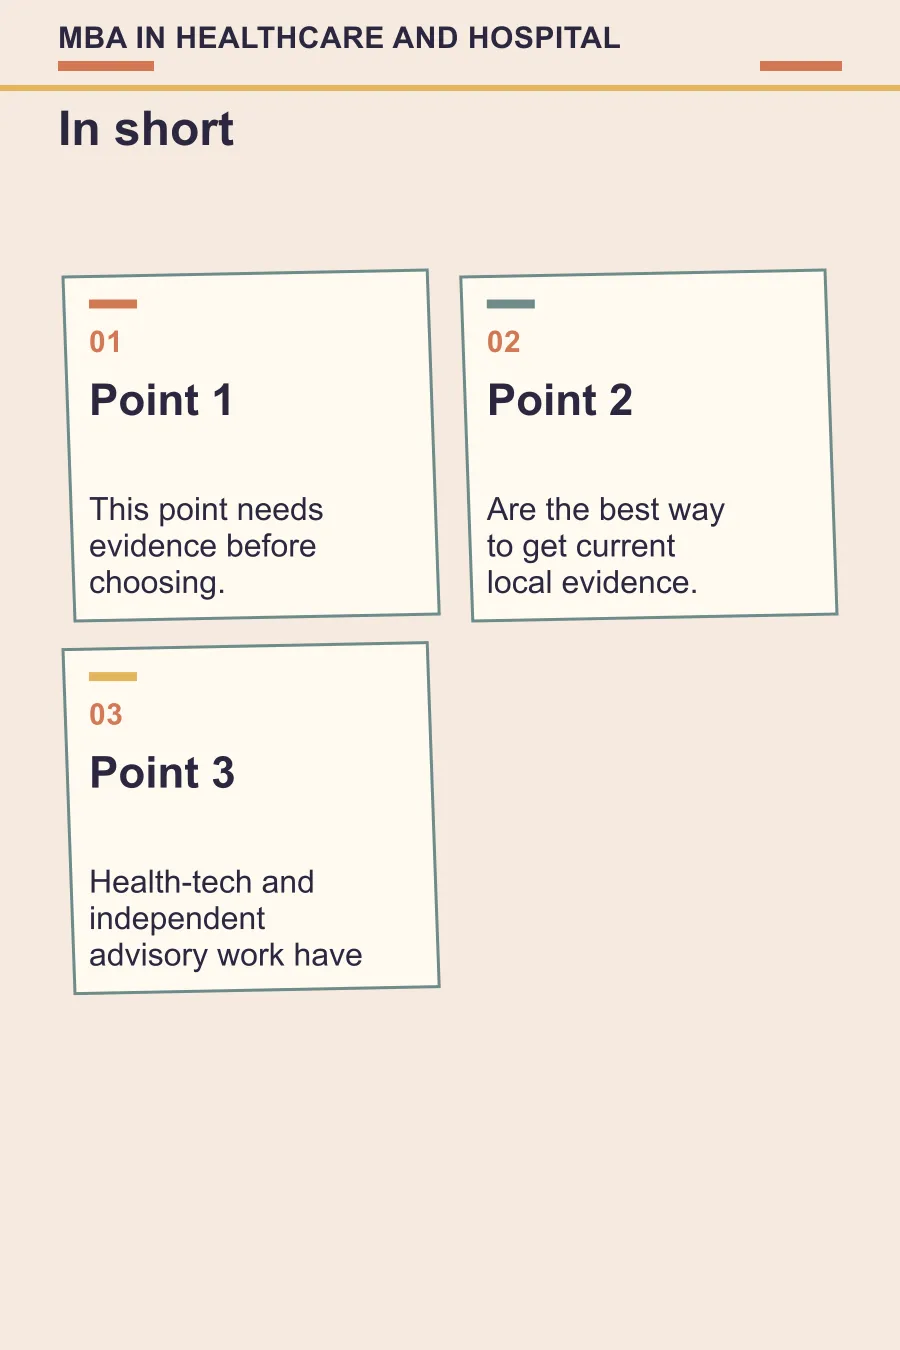 MBA IN HEALTHCARE AND HOSPITAL
In short
01
Point 1
This point needs
evidence before
choosing.
02
Point 2
Are the best way
to get current
local evidence.
03
Point 3
Health-tech and
independent
advisory work have